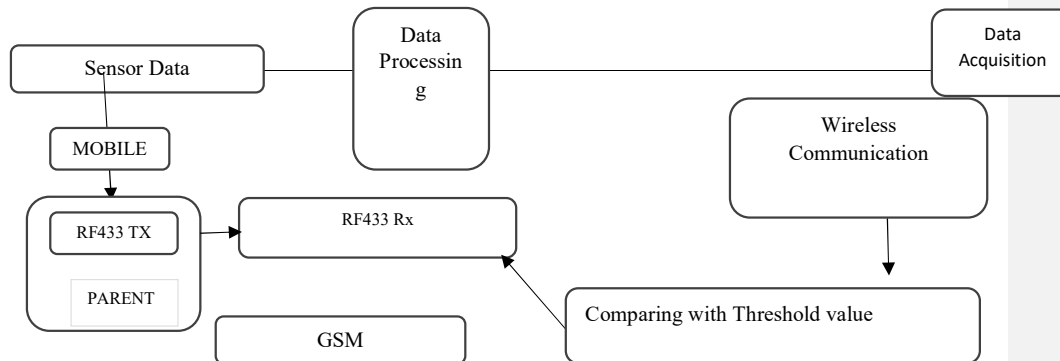 Sensor Data
Data
Processin
g
Data
Acquisition
MOBILE
Wireless
Communication
RF433 TX
RF433 Rx
PARENT
Comparing with Threshold value
GSM